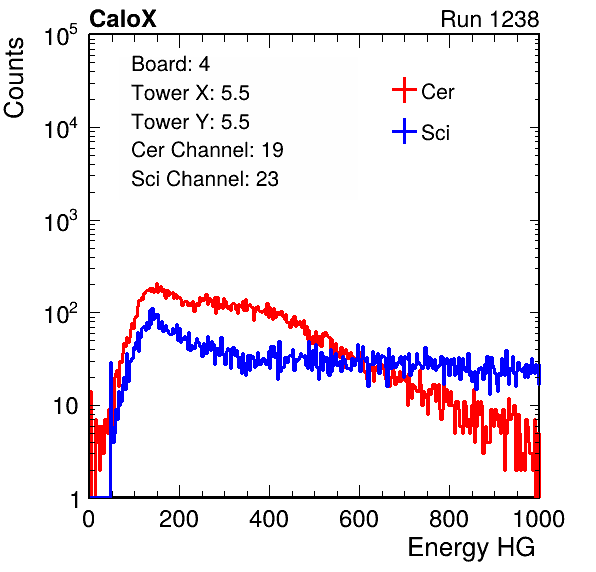 CaloX Run 1238
Counts
10^5
10^4
10^3
10^2
10
1
Board: 4
Tower X: 5.5
Tower Y: 5.5
Cer Channel: 19
Sci Channel: 23
Cer
Sci
0 200 400 600 800 1000
Energy HG